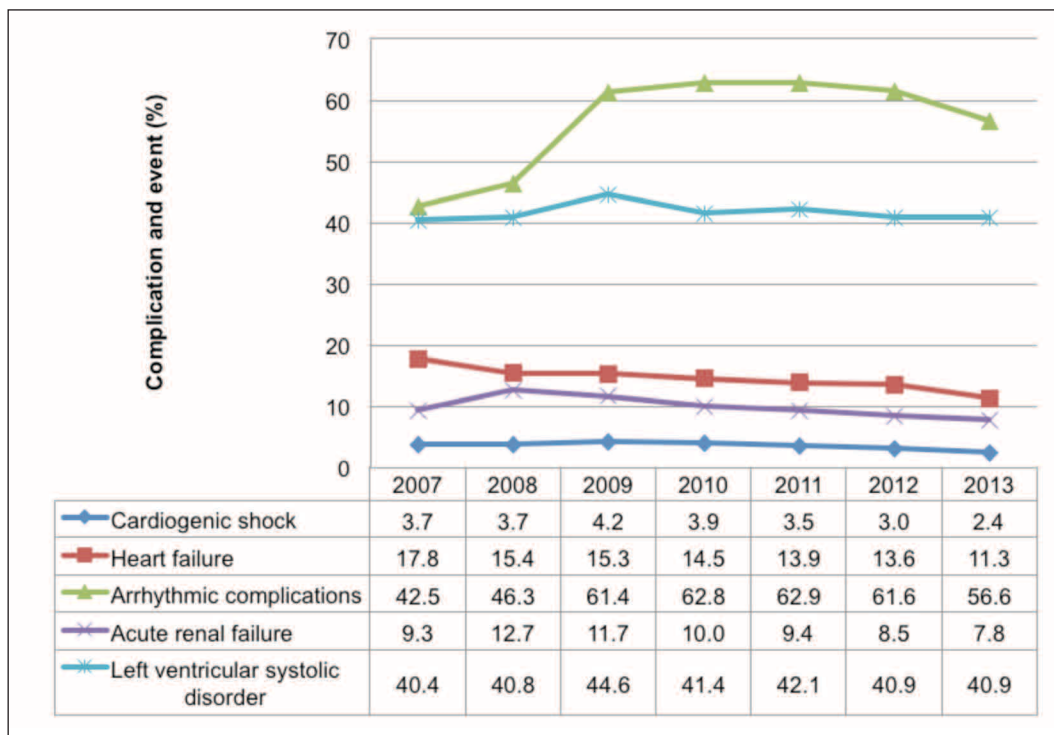 Complication and event (%)
70
60
50
40
30
20
10
0
2007 2008 2009 2010 2011 2012 2013
Cardiogenic shock 3.7 3.7 4.2 3.9 3.5 3.0 2.4
Heart failure 17.8 15.4 15.3 14.5 13.9 13.6 11.3
Arrhythmic complications 42.5 46.3 61.4 62.8 62.9 61.6 56.6
Acute renal failure 9.3 12.7 11.7 10.0 9.4 8.5 7.8
Left ventricular systolic
disorder 40.4 40.8 44.6 41.4 42.1 40.9 40.9